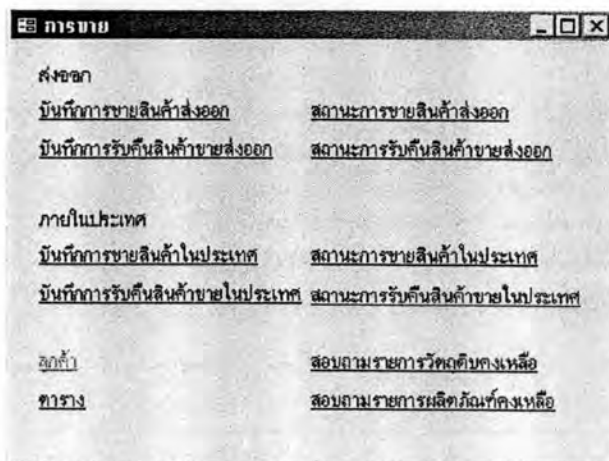 การขาย
ส่งออก
บันทึกการขายสินค้าส่งออก สถานะการขายสินค้าส่งออก
บันทึกการรับคืนสินค้าขายส่งออก สถานะการรับคืนสินค้าขายส่งออก
ภายในประเทศ
บันทึกการขายสินค้าในประเทศ สถานะการขายสินค้าในประเทศ
บันทึกการรับคืนสินค้าขายในประเทศ สถานะการรับคืนสินค้าขายในประเทศ
ลูกค้า สอบถามรายการวัตถุดิบคงเหลือ
ตาราง สอบถามรายการผลิตภัณฑ์คงเหลือ